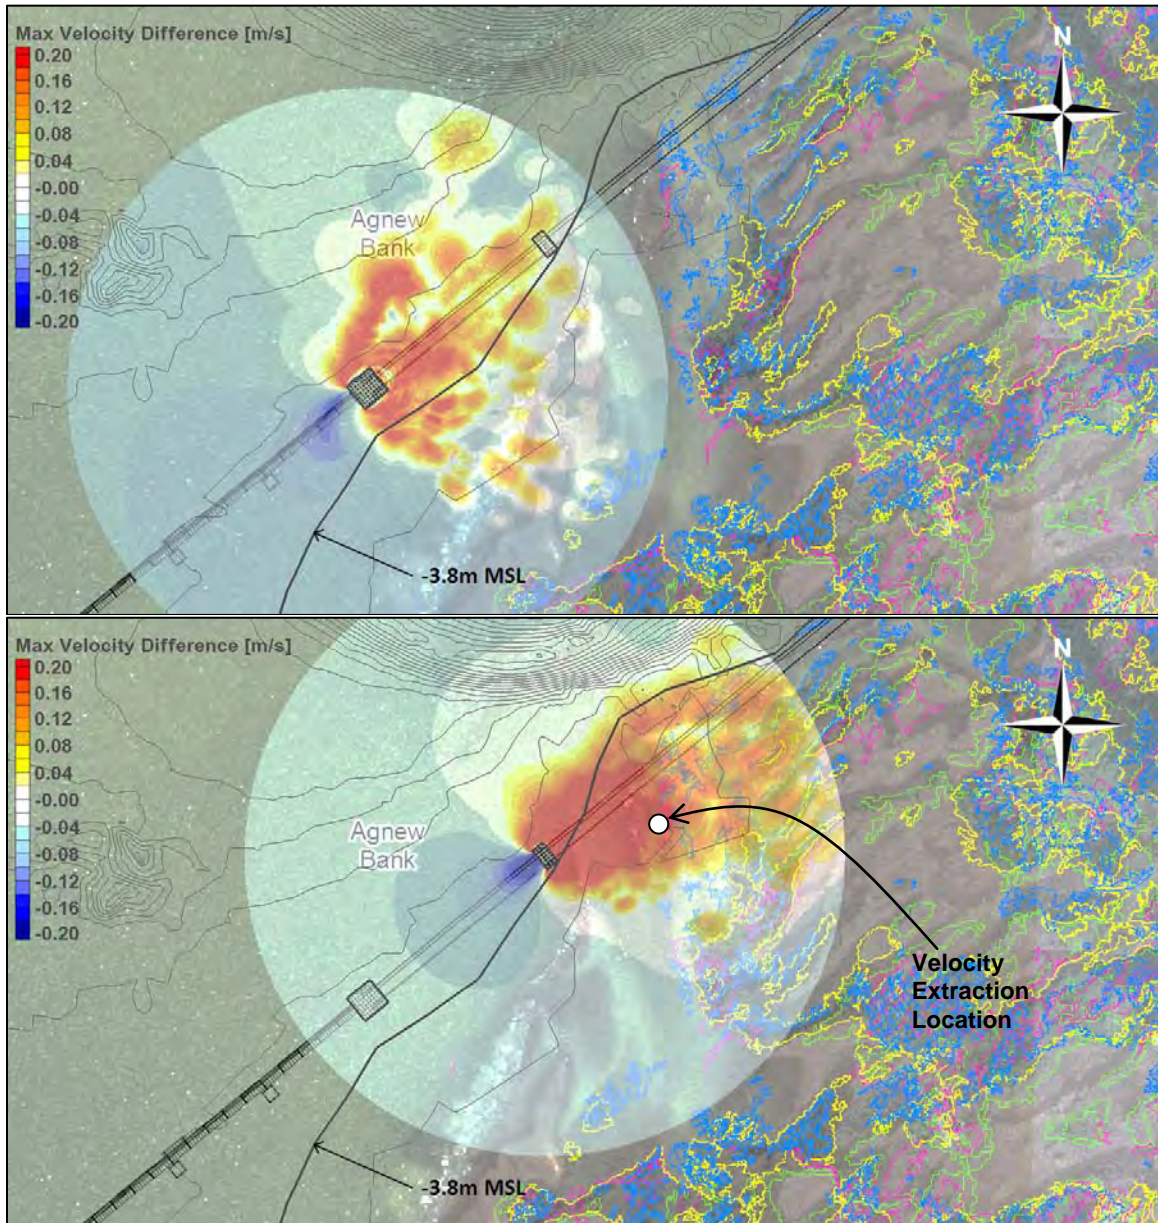 Max Velocity Difference [m/s]
0.20
0.16
0.12
0.08
0.04
-0.00
-0.04
-0.08
-0.12
-0.16
-0.20
N
Agnew
Bank
-3.8m MSL
Max Velocity Difference [m/s]
0.20
0.16
0.12
0.08
0.04
-0.00
-0.04
-0.08
-0.12
-0.16
-0.20
N
Agnew
Bank
Velocity
Extraction
Location
-3.8m MSL